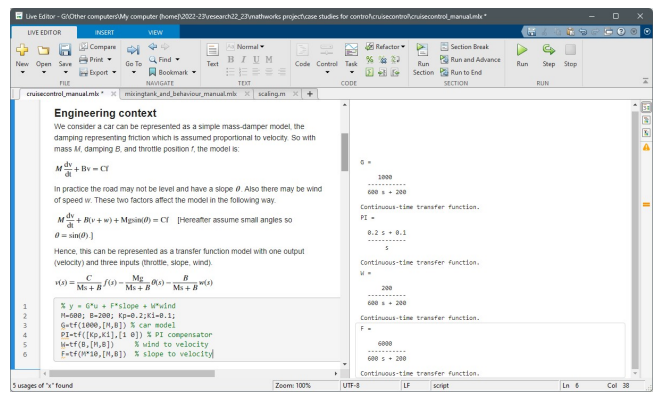 Live Editor - G:\Other computers\My computer (home)\2022-23\research22_23\mathworks project\case studies for control\cruisecontrol\cruisecontrol_manual.mlx *
LIVE EDITOR INSERT VIEW
New Open Save Compare Print Export
Go To Find Bookmark
Text Normal B I U M
Code Control Task Refactor
Run Section Section Break Run and Advance Run to End
Run Step Stop
FILE NAVIGATE TEXT CODE SECTION RUN
cruisecontrol_manual.mlx * mixingtank_and_behaviour_manual.mlx scaling.m
Engineering context
We consider a car can be represented as a simple mass-damper model, the
damping representing friction which is assumed proportional to velocity. So with
mass M, damping B, and throttle position f, the model is:
M dv/dt + Bv = Cf
In practice the road may not be level and have a slope θ. Also there may be wind
of speed w. These two factors affect the model in the following way.
M dv/dt + B(v + w) + Mgsin(θ) = Cf [Hereafter assume small angles so
θ = sin(θ).]
Hence, this can be represented as a transfer function model with one output
(velocity) and three inputs (throttle, slope, wind).
v(s) = C/(Ms + B) f(s) − Mg/(Ms + B) θ(s) − B/(Ms + B) w(s)
1 % y = G*u + F*slope + W*wind
2 M=600; B=200; Kp=0.2;Ki=0.1;
3 G=tf(1000,[M,B]) % car model
4 PI=tf([Kp,Ki],[1 0]) % PI compensator
5 W=tf(B,[M,B]) % wind to velocity
6 F=tf(M*10,[M,B]) % slope to velocity
G =
1000
-----------
600 s + 200
Continuous-time transfer function.
PI =
0.2 s + 0.1
-----------
s
Continuous-time transfer function.
W =
200
-----------
600 s + 200
Continuous-time transfer function.
F =
6000
-----------
600 s + 200
Continuous-time transfer function.
5 usages of "x" found Zoom: 100% UTF-8 LF script Ln 6 Col 38